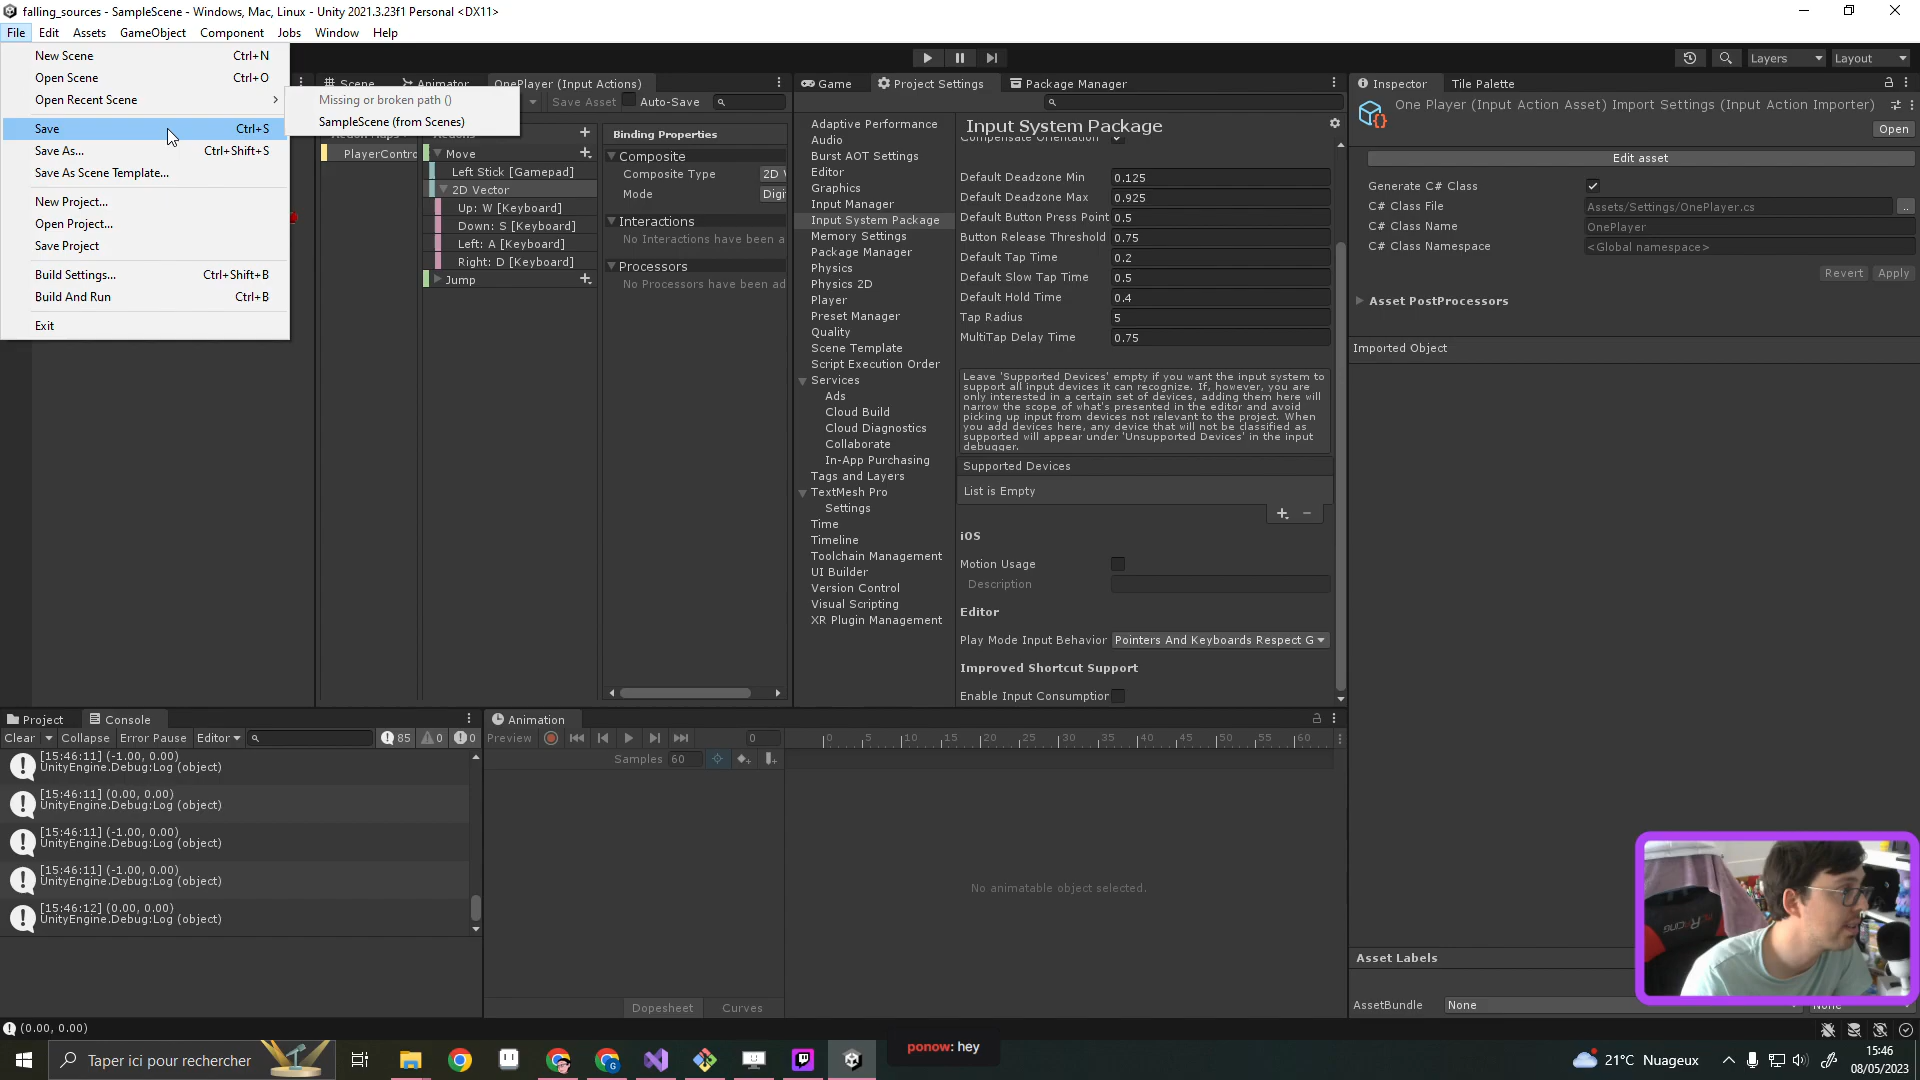 falling_sources - SampleScene - Windows, Mac, Linux - Unity 2021.3.23f1 Personal <DX11>
File Edit Assets GameObject Component Jobs Window Help
New Scene Ctrl+N
Open Scene Ctrl+O
Open Recent Scene
Missing or broken path ()
SampleScene (from Scenes)
Save Ctrl+S
Save As... Ctrl+Shift+S
Save As Scene Template...
New Project...
Open Project...
Save Project
Build Settings... Ctrl+Shift+B
Build And Run Ctrl+B
Exit
Layers
Layout
Scene Animator OnePlayer (Input Actions)
Save Asset Auto-Save
PlayerContro
Move
Left Stick [Gamepad]
2D Vector
Up: W [Keyboard]
Down: S [Keyboard]
Left: A [Keyboard]
Right: D [Keyboard]
Jump
Binding Properties
Composite
Composite Type 2D V
Mode Digi
Interactions
No Interactions have been a
Processors
No Processors have been ad
Game Project Settings Package Manager
Adaptive Performance
Audio
Burst AOT Settings
Editor
Graphics
Input Manager
Input System Package
Memory Settings
Package Manager
Physics
Physics 2D
Player
Preset Manager
Quality
Scene Template
Script Execution Order
Services
Ads
Cloud Build
Cloud Diagnostics
Collaborate
In-App Purchasing
Tags and Layers
TextMesh Pro
Settings
Time
Timeline
Toolchain Management
UI Builder
Version Control
Visual Scripting
XR Plugin Management
Input System Package
Compensate Orientation
Default Deadzone Min 0.125
Default Deadzone Max 0.925
Default Button Press Point 0.5
Button Release Threshold 0.75
Default Tap Time 0.2
Default Slow Tap Time 0.5
Default Hold Time 0.4
Tap Radius 5
MultiTap Delay Time 0.75
Leave 'Supported Devices' empty if you want the input system to
support all input devices it can recognize. If, however, you are
only interested in a certain set of devices, adding them here will
narrow the scope of what's presented in the editor and avoid
picking up input from devices not relevant to the project. When
you add devices here, any device that will not be classified as
supported will appear under 'Unsupported Devices' in the input
debugger.
Supported Devices
List is Empty
iOS
Motion Usage
Description
Editor
Play Mode Input Behavior Pointers And Keyboards Respect G
Improved Shortcut Support
Enable Input Consumption
Inspector Tile Palette
One Player (Input Action Asset) Import Settings (Input Action Importer)
Open
Edit asset
Generate C# Class
C# Class File Assets/Settings/OnePlayer.cs
C# Class Name OnePlayer
C# Class Namespace <Global namespace>
Revert Apply
Asset PostProcessors
Imported Object
Asset Labels
AssetBundle None None
Project Console
Clear Collapse Error Pause Editor 85 0 0
[15:46:11] (-1.00, 0.00)
UnityEngine.Debug:Log (object)
[15:46:11] (0.00, 0.00)
UnityEngine.Debug:Log (object)
[15:46:11] (-1.00, 0.00)
UnityEngine.Debug:Log (object)
[15:46:11] (-1.00, 0.00)
UnityEngine.Debug:Log (object)
[15:46:12] (0.00, 0.00)
UnityEngine.Debug:Log (object)
Animation
Preview 0
0 5 10 15 20 25 30 35 40 45 50 55 60
Samples 60
No animatable object selected.
Dopesheet Curves
(0.00, 0.00)
Taper ici pour rechercher
ponow: hey
21°C Nuageux
15:46
08/05/2023